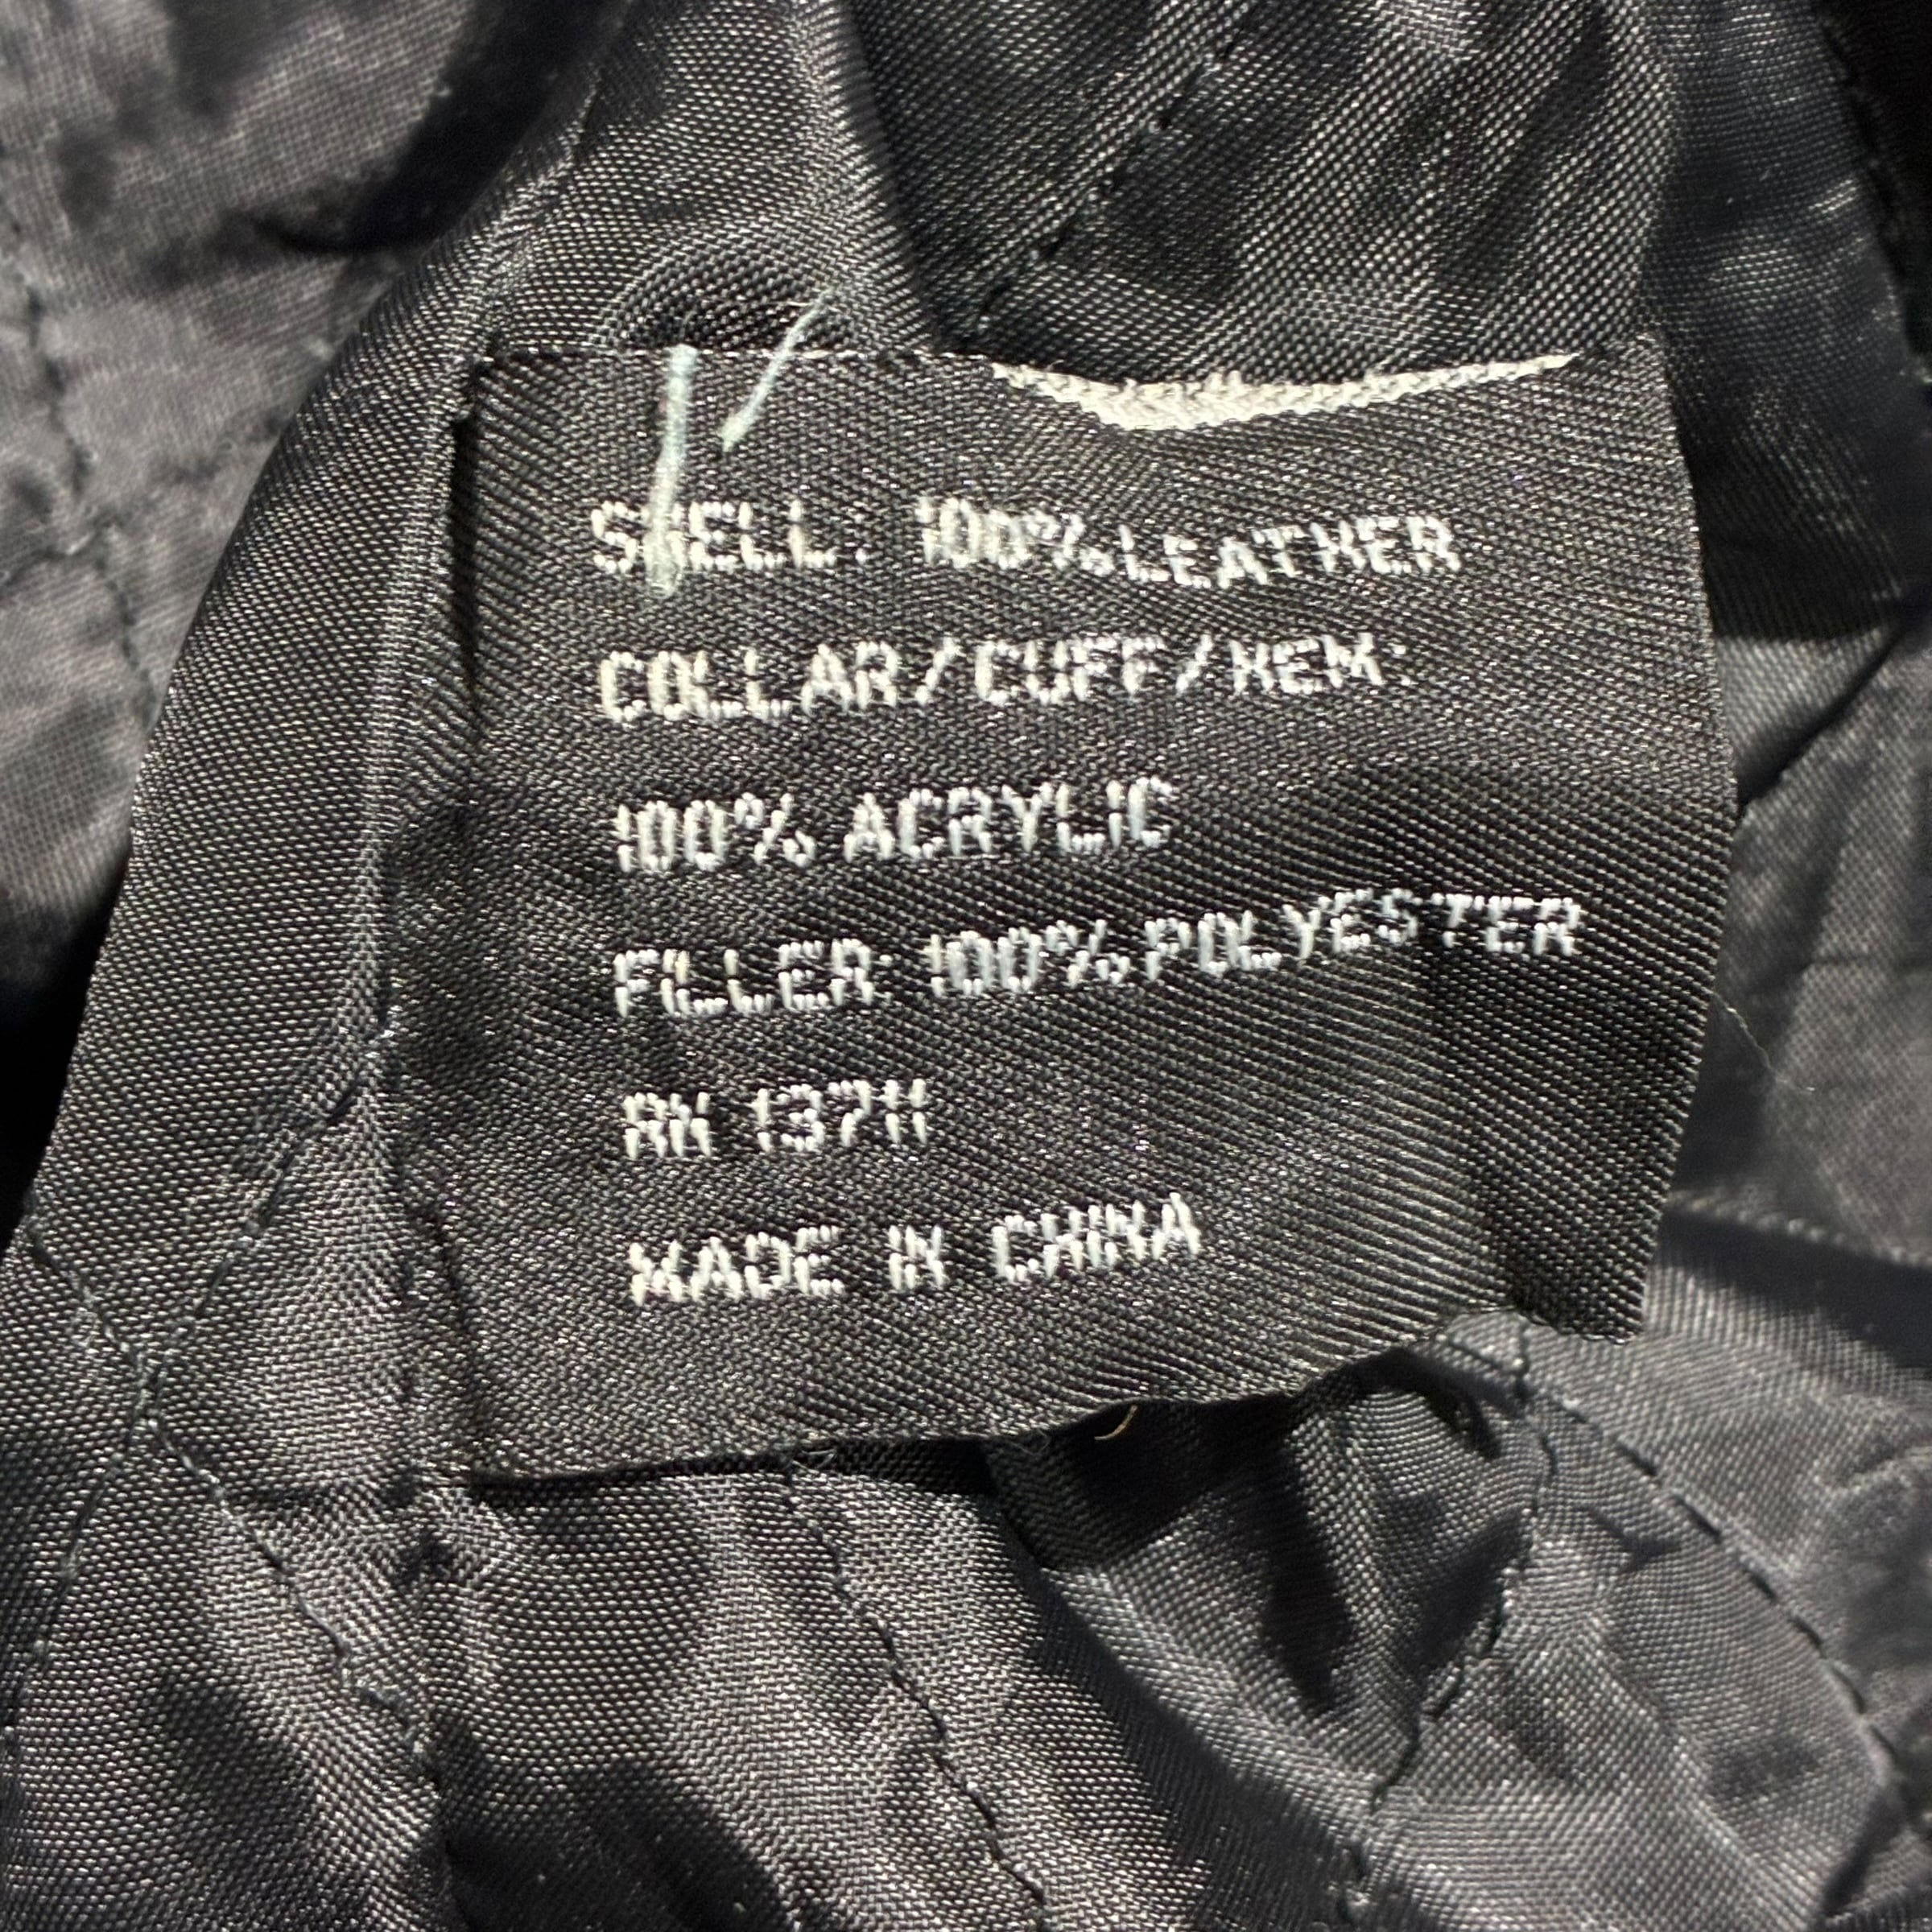 SHELL: 100% LEATHER
COLLAR/CUFF/HEM:
100% ACRYLIC
FILLER: 100% POLYESTER
RN 13711
MADE IN CHINA